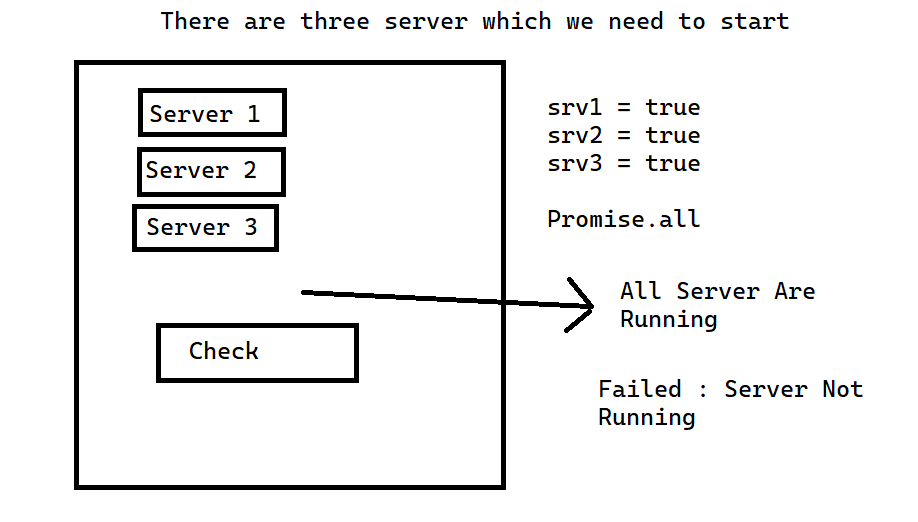 There are three server which we need to start
Server 1
Server 2
Server 3
Check
srv1 = true
srv2 = true
srv3 = true
Promise.all
All Server Are
Running
Failed : Server Not
Running